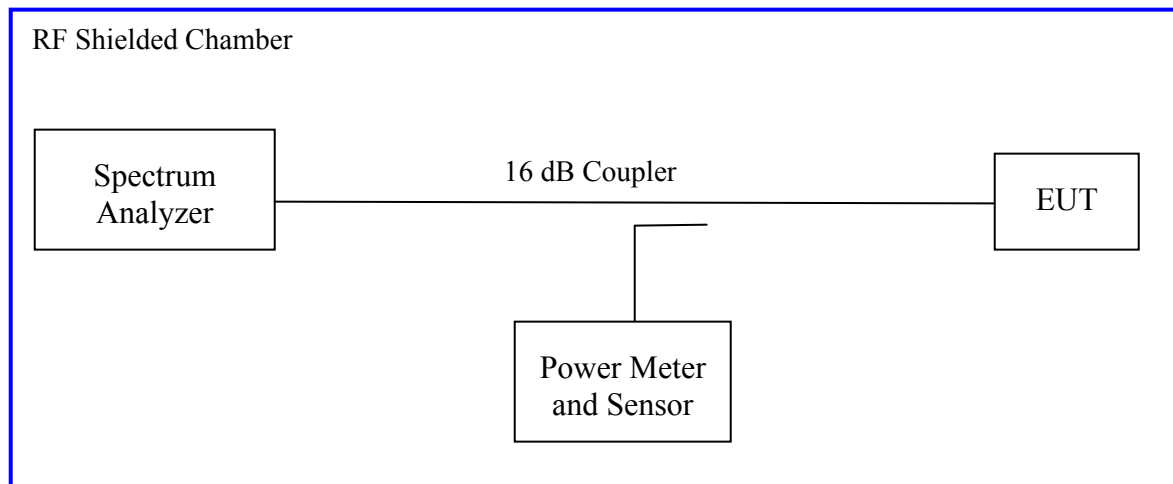 RF Shielded Chamber
16 dB Coupler
Spectrum
Analyzer
EUT
Power Meter
and Sensor